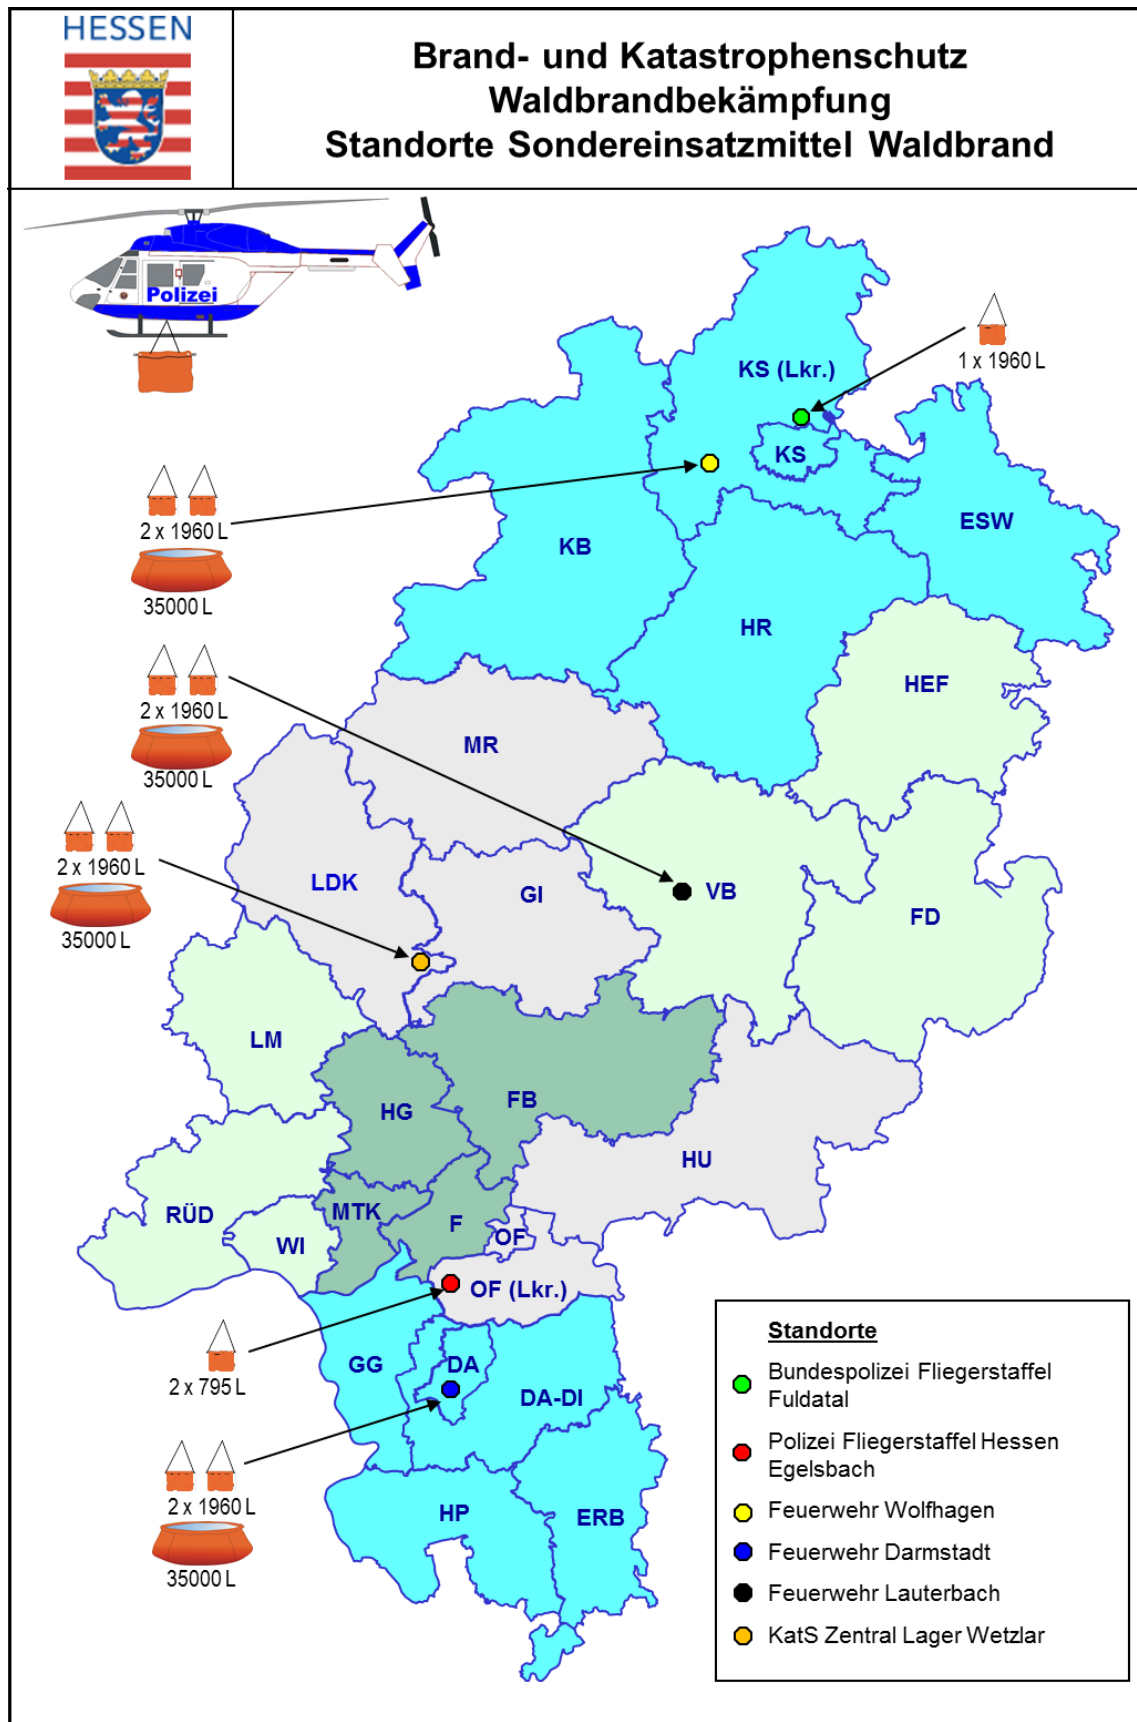 HESSEN
Brand- und Katastrophenschutz
Waldbrandbekämpfung
Standorte Sondereinsatzmittel Waldbrand
Polizei
1 x 1960 L
KS (Lkr.)
KS
2 x 1960 L
35000 L
KB
ESW
HR
HEF
2 x 1960 L
35000 L
MR
2 x 1960 L
35000 L
LDK
GI
VB
FD
LM
HG
FB
HU
RÜD
WI
MTK
F
OF
OF (Lkr.)
2 x 795 L
GG
DA
DA-DI
2 x 1960 L
35000 L
HP
ERB
Standorte
Bundespolizei Fliegerstaffel
Fuldatal
Polizei Fliegerstaffel Hessen
Egelsbach
Feuerwehr Wolfhagen
Feuerwehr Darmstadt
Feuerwehr Lauterbach
KatS Zentral Lager Wetzlar